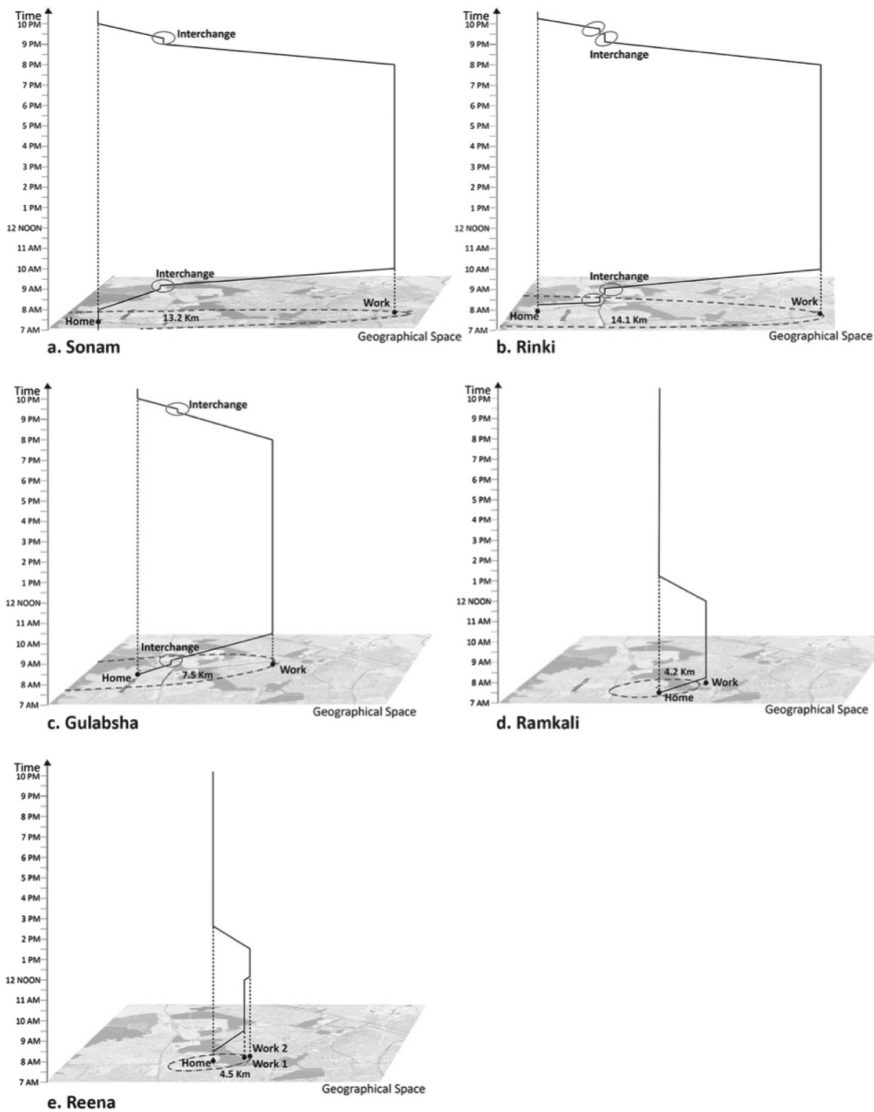 Time
10 PM
9 PM
8 PM
7 PM
6 PM
5 PM
4 PM
3 PM
2 PM
1 PM
12 NOON
11 AM
10 AM
9 AM
8 AM
7 AM
Interchange
Interchange
Work
Home
13.2 Km
Geographical Space
a. Sonam
Time
10 PM
9 PM
8 PM
7 PM
6 PM
5 PM
4 PM
3 PM
2 PM
1 PM
12 NOON
11 AM
10 AM
9 AM
8 AM
7 AM
Interchange
Interchange
Work
Home
14.1 Km
Geographical Space
b. Rinki
Time
10 PM
9 PM
8 PM
7 PM
6 PM
5 PM
4 PM
3 PM
2 PM
1 PM
12 NOON
11 AM
10 AM
9 AM
8 AM
7 AM
Interchange
Interchange
Home
7.5 Km
Work
Geographical Space
c. Gulabsha
Time
10 PM
9 PM
8 PM
7 PM
6 PM
5 PM
4 PM
3 PM
2 PM
1 PM
12 NOON
11 AM
10 AM
9 AM
8 AM
7 AM
4.2 Km
Work
Home
Geographical Space
d. Ramkali
Time
10 PM
9 PM
8 PM
7 PM
6 PM
5 PM
4 PM
3 PM
2 PM
1 PM
12 NOON
11 AM
10 AM
9 AM
8 AM
7 AM
Work 2
Home
Work 1
4.5 Km
Geographical Space
e. Reena